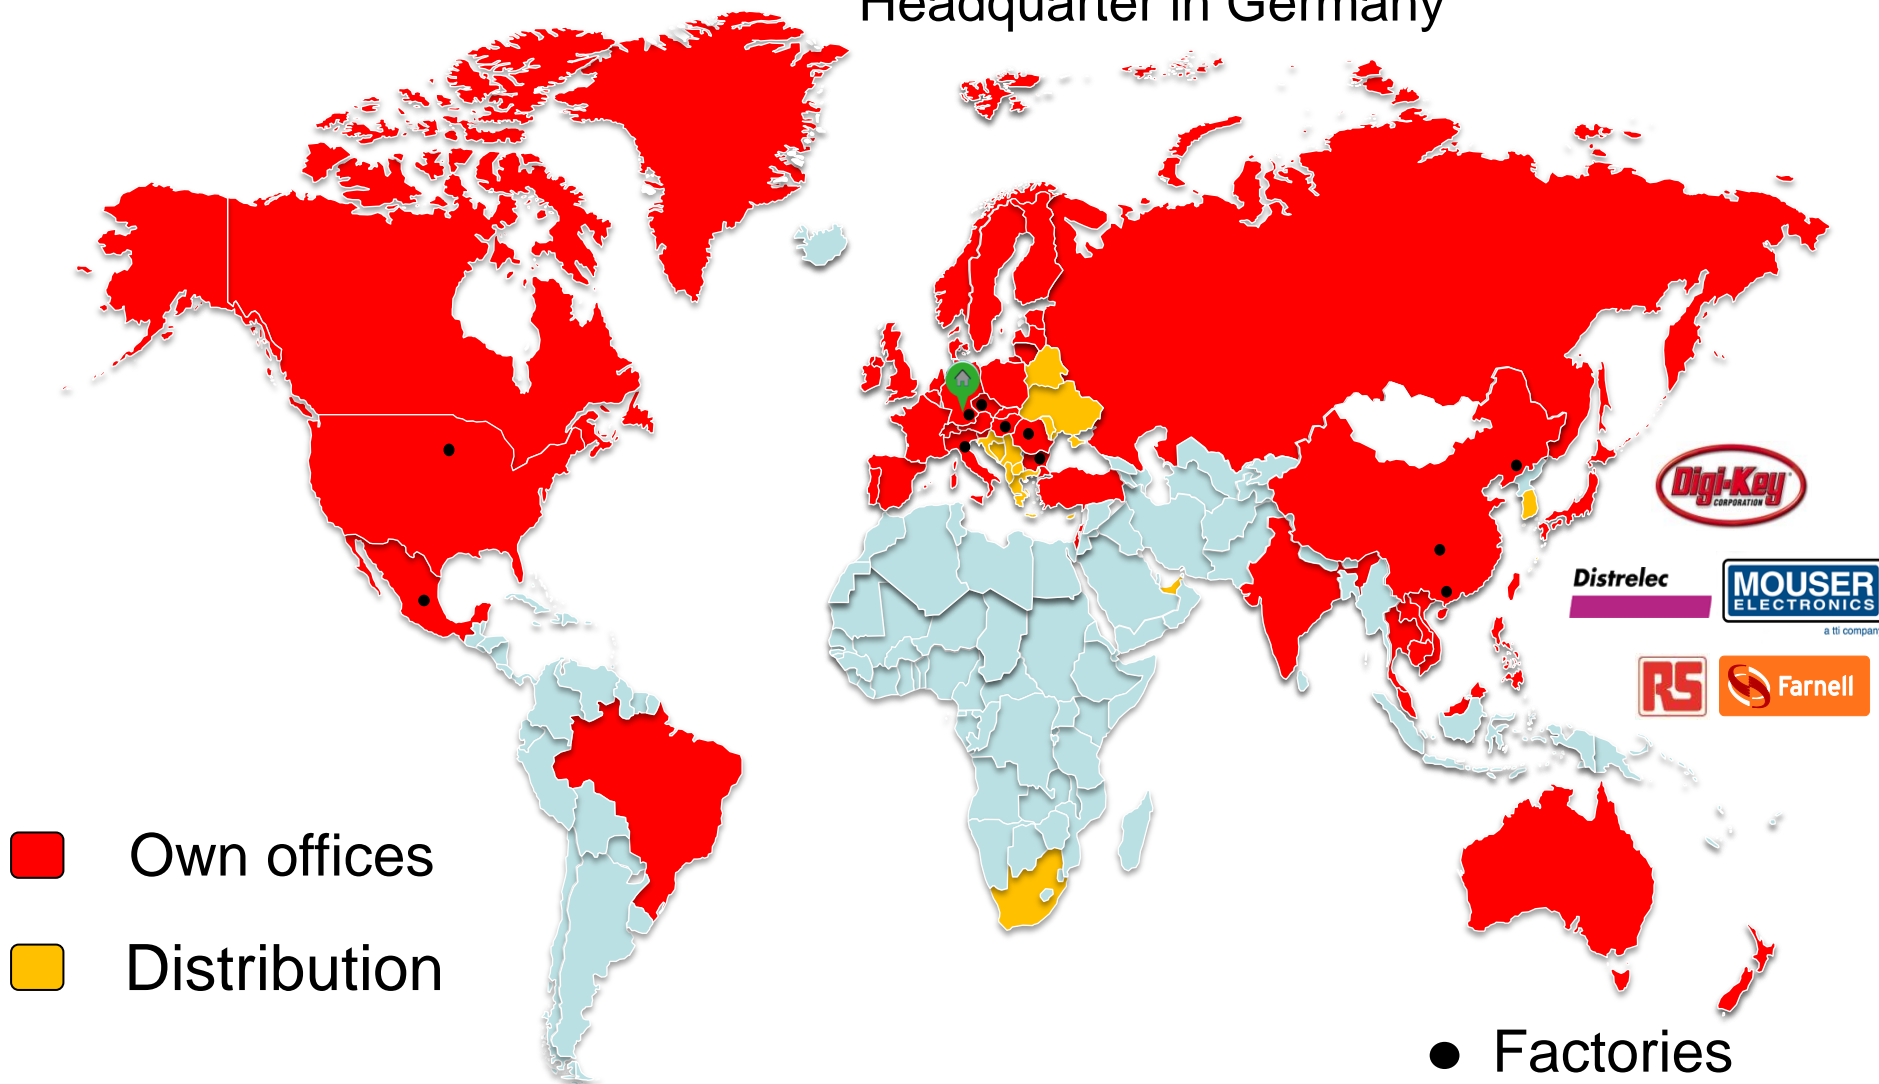 Headquarter in Germany
Digi-Key
CORPORATION
Distrelec
MOUSER
ELECTRONICS
a tti company
RS
Farnell
Own offices
Distribution
Factories